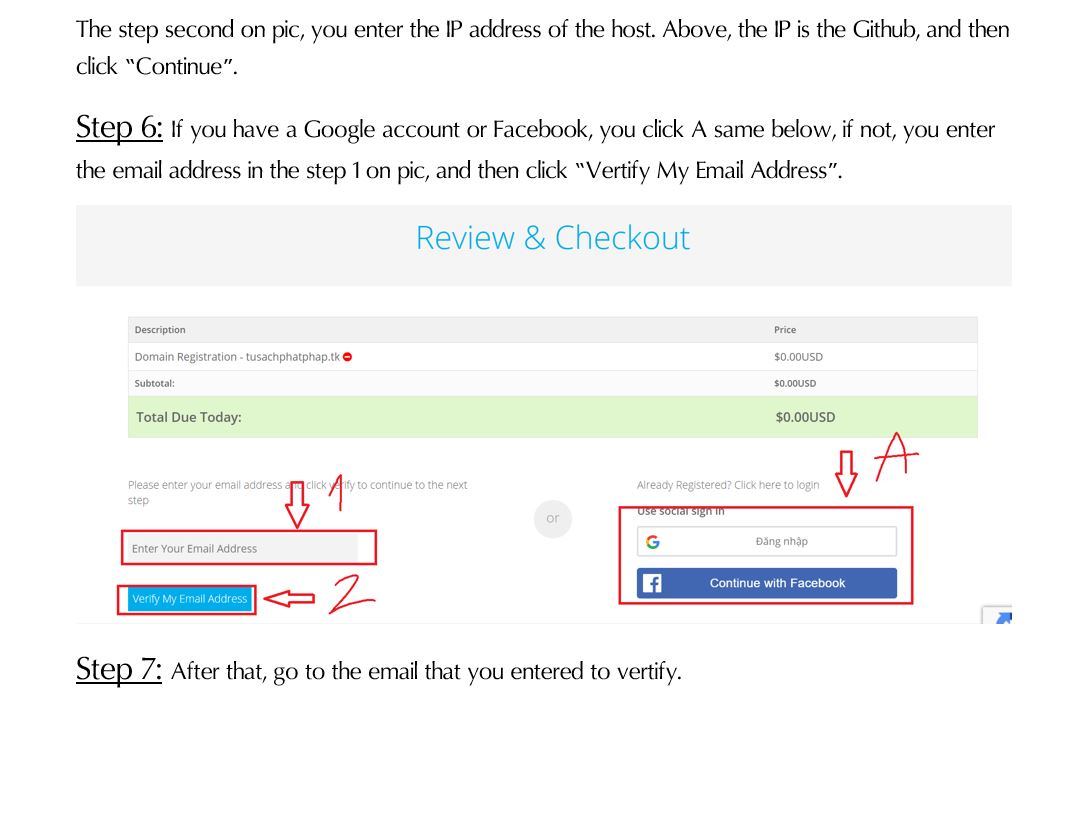 The step second on pic, you enter the IP address of the host. Above, the IP is the Github, and then
click “Continue”.
Step 6: If you have a Google account or Facebook, you click A same below, if not, you enter
the email address in the step 1 on pic, and then click “Vertify My Email Address”.
Review & Checkout
Description Price
Domain Registration - tusachphatphap.tk $0.00USD
Subtotal: $0.00USD
Total Due Today: $0.00USD
A
Please enter your email address and click verify to continue to the next
step
1
Enter Your Email Address
Verify My Email Address
2
or
Already Registered? Click here to login
Use social sign in
G Đăng nhập
f Continue with Facebook
Step 7: After that, go to the email that you entered to vertify.